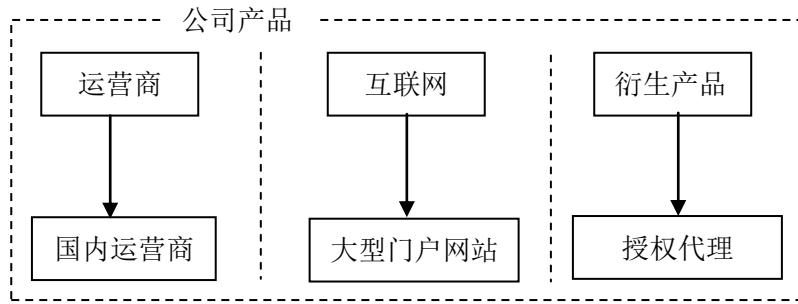 公司产品
运营商
互联网
衍生产品
国内运营商
大型门户网站
授权代理